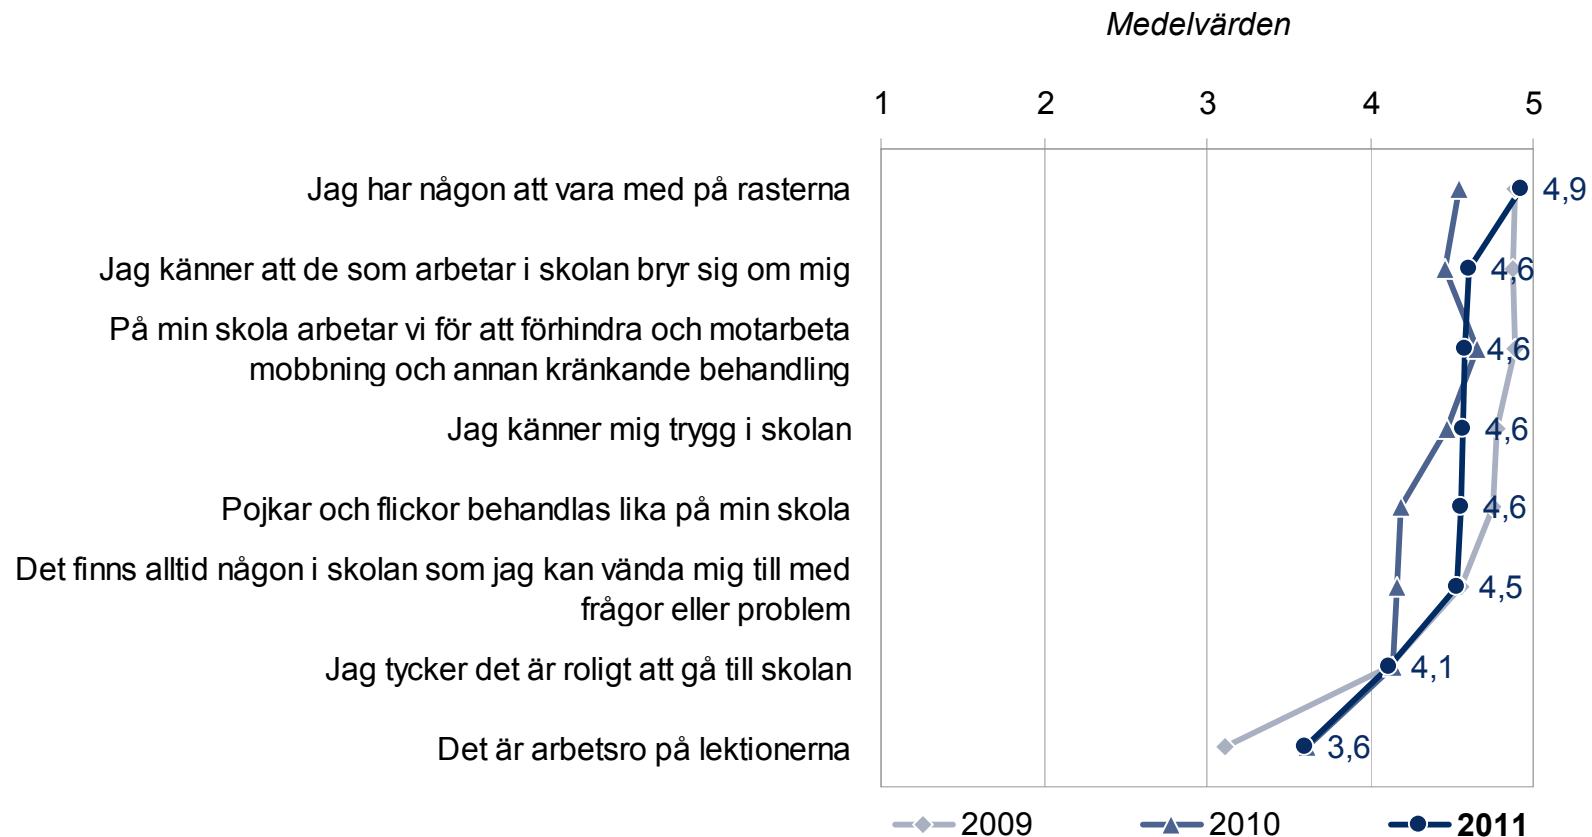 Medelvärden
1 2 3 4 5
Jag har någon att vara med på rasterna 4,9
Jag känner att de som arbetar i skolan bryr sig om mig 4,6
På min skola arbetar vi för att förhindra och motarbeta
mobbning och annan kränkande behandling 4,6
Jag känner mig trygg i skolan 4,6
Pojkar och flickor behandlas lika på min skola 4,6
Det finns alltid någon i skolan som jag kan vända mig till med
frågor eller problem 4,5
Jag tycker det är roligt att gå till skolan 4,1
Det är arbetsro på lektionerna 3,6
2009 2010 2011